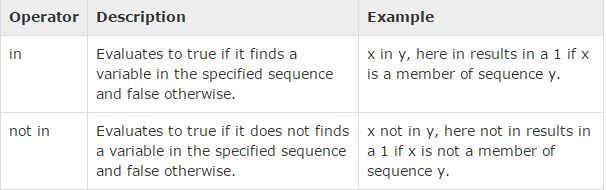 Operator Description Example
in Evaluates to true if it finds a x in y, here in results in a 1 if x
variable in the specified sequence is a member of sequence y.
and false otherwise.
not in Evaluates to true if it does not finds x not in y, here not in results in
a variable in the specified sequence a 1 if x is not a member of
and false otherwise. sequence y.